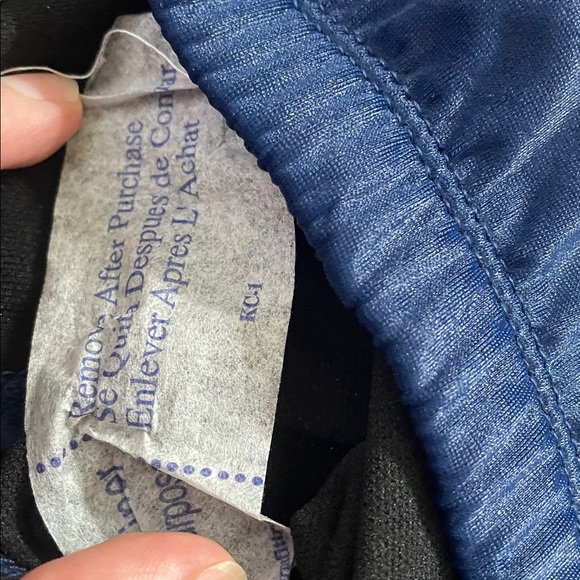 Remove After Purchase
Se Quita Despues de Comprar
Enlever Apres L' Achat
KC-1